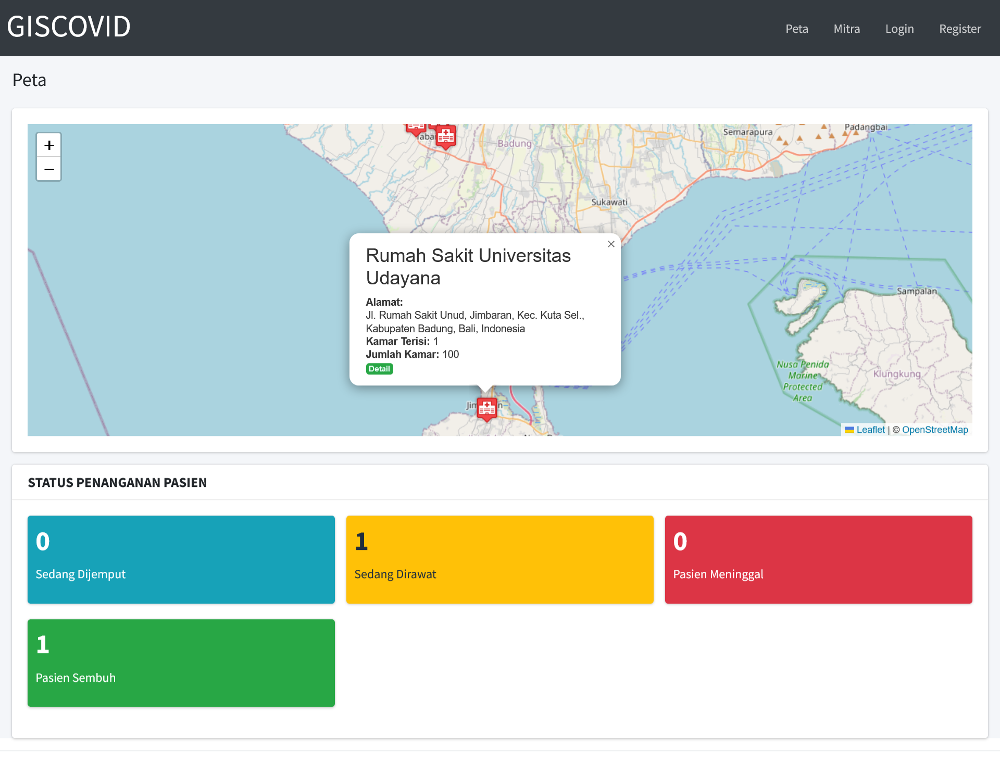 GISCOVID
Peta
Mitra
Login
Register
Peta
+
−
Badung
Semarapura
Padangbai
Sukawati
×
Rumah Sakit Universitas
Udayana
Alamat:
Jl. Rumah Sakit Unud, Jimbaran, Kec. Kuta Sel.,
Kabupaten Badung, Bali, Indonesia
Kamar Terisi: 1
Jumlah Kamar: 100
Detail
Sampalan
Nusa Penida
Marine
Protected
Area
Klungkung
Leaflet | © OpenStreetMap
STATUS PENANGANAN PASIEN
0
Sedang Dijemput
1
Sedang Dirawat
0
Pasien Meninggal
1
Pasien Sembuh